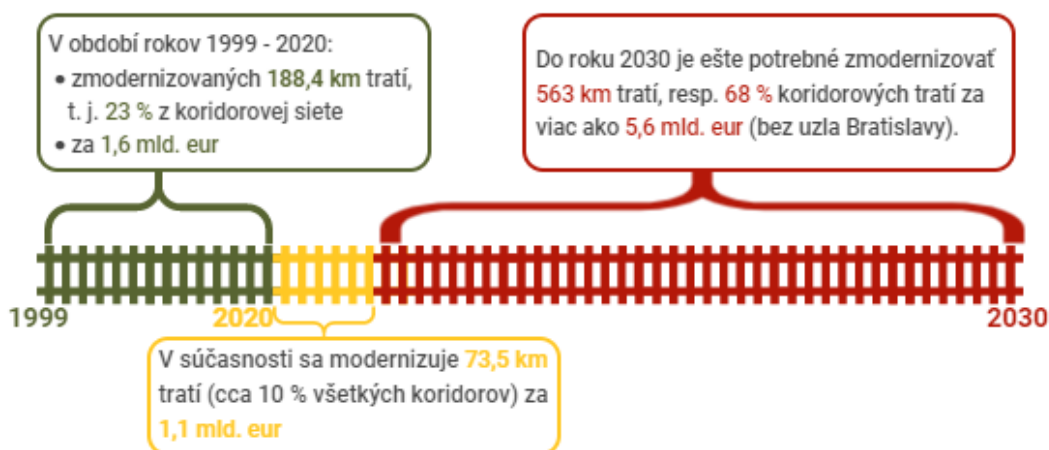 V období rokov 1999 - 2020:
• zmodernizovaných 188,4 km tratí,
t. j. 23 % z koridorovej siete
• za 1,6 mld. eur
Do roku 2030 je ešte potrebné zmodernizovať
563 km tratí, resp. 68 % koridorových tratí za
viac ako 5,6 mld. eur (bez uzla Bratislavy).
1999
2020
2030
V súčasnosti sa modernizuje 73,5 km
tratí (cca 10 % všetkých koridorov) za
1,1 mld. eur